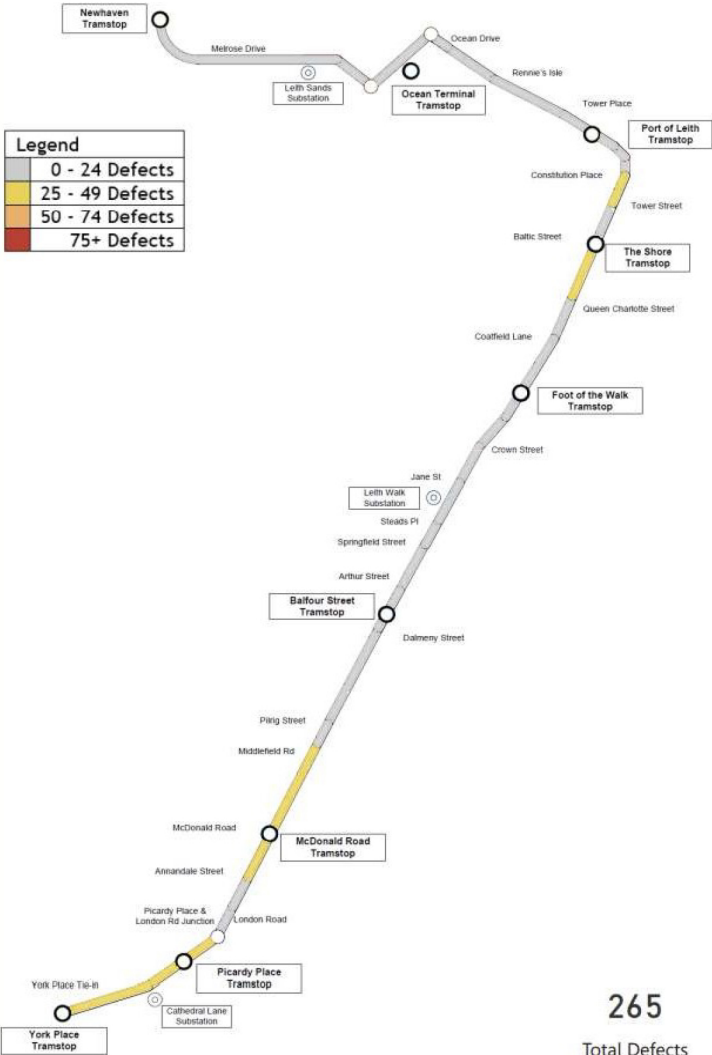 Newhaven
Tramstop
Melrose Drive
Ocean Drive
Leith Sands
Substation
Rennie's Isle
Ocean Terminal
Tramstop
Tower Place
Port of Leith
Tramstop
Legend
0 - 24 Defects
25 - 49 Defects
50 - 74 Defects
75+ Defects
Constitution Place
Tower Street
Baltic Street
The Shore
Tramstop
Queen Charlotte Street
Coatfield Lane
Foot of the Walk
Tramstop
Crown Street
Jane St
Leith Walk
Substation
Steads Pl
Springfield Street
Arthur Street
Balfour Street
Tramstop
Dalmeny Street
Pilrig Street
Middlefield Rd
McDonald Road
McDonald Road
Tramstop
Annandale Street
Picardy Place &
London Rd Junction
London Road
Picardy Place
Tramstop
York Place Tie-in
Cathedral Lane
Substation
York Place
Tramstop
265
Total Defects